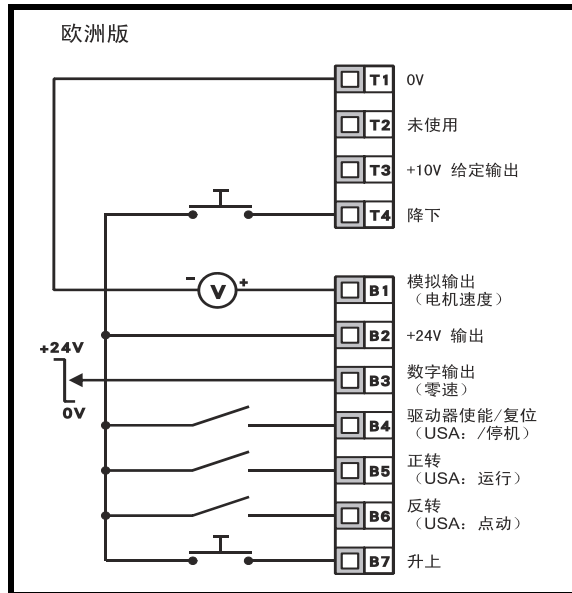 欧洲版
T1 0V
T2 未使用
T3 +10V 给定输出
T4 降下
- V + B1 模拟输出
（电机速度）
B2 +24V 输出
+24V
0V
B3 数字输出
（零速）
B4 驱动器使能/复位
（USA：/停机）
B5 正转
（USA：运行）
B6 反转
（USA：点动）
B7 升上